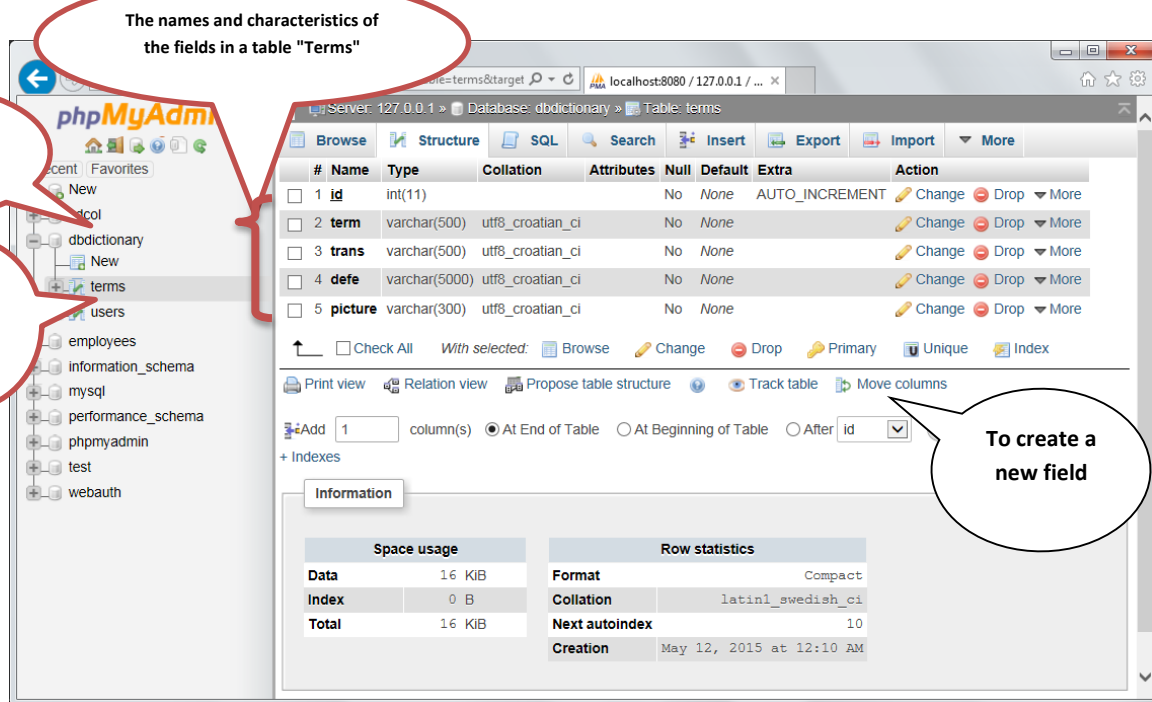 The names and characteristics of
the fields in a table "Terms"
=terms&target
localhost:8080 / 127.0.0.1 / ...
phpMyAdmi
Server: 127.0.0.1 » Database: dbdictionary » Table: terms
Favorites
New
dbdictionary
New
terms
users
employees
information_schema
mysql
performance_schema
phpmyadmin
test
webauth
Browse Structure SQL Search Insert Export Import More
# Name Type Collation Attributes Null Default Extra Action
1 id int(11) No None AUTO_INCREMENT Change Drop More
2 term varchar(500) utf8_croatian_ci No None Change Drop More
3 trans varchar(500) utf8_croatian_ci No None Change Drop More
4 defe varchar(5000) utf8_croatian_ci No None Change Drop More
5 picture varchar(300) utf8_croatian_ci No None Change Drop More
Check All With selected: Browse Change Drop Primary Unique Index
Print view Relation view Propose table structure Track table Move columns
Add 1 column(s) At End of Table At Beginning of Table After id
+ Indexes
To create a
new field
Information
Space usage
Data 16 KiB
Index 0 B
Total 16 KiB
Row statistics
Format Compact
Collation latin1_swedish_ci
Next autoindex 10
Creation May 12, 2015 at 12:10 AM